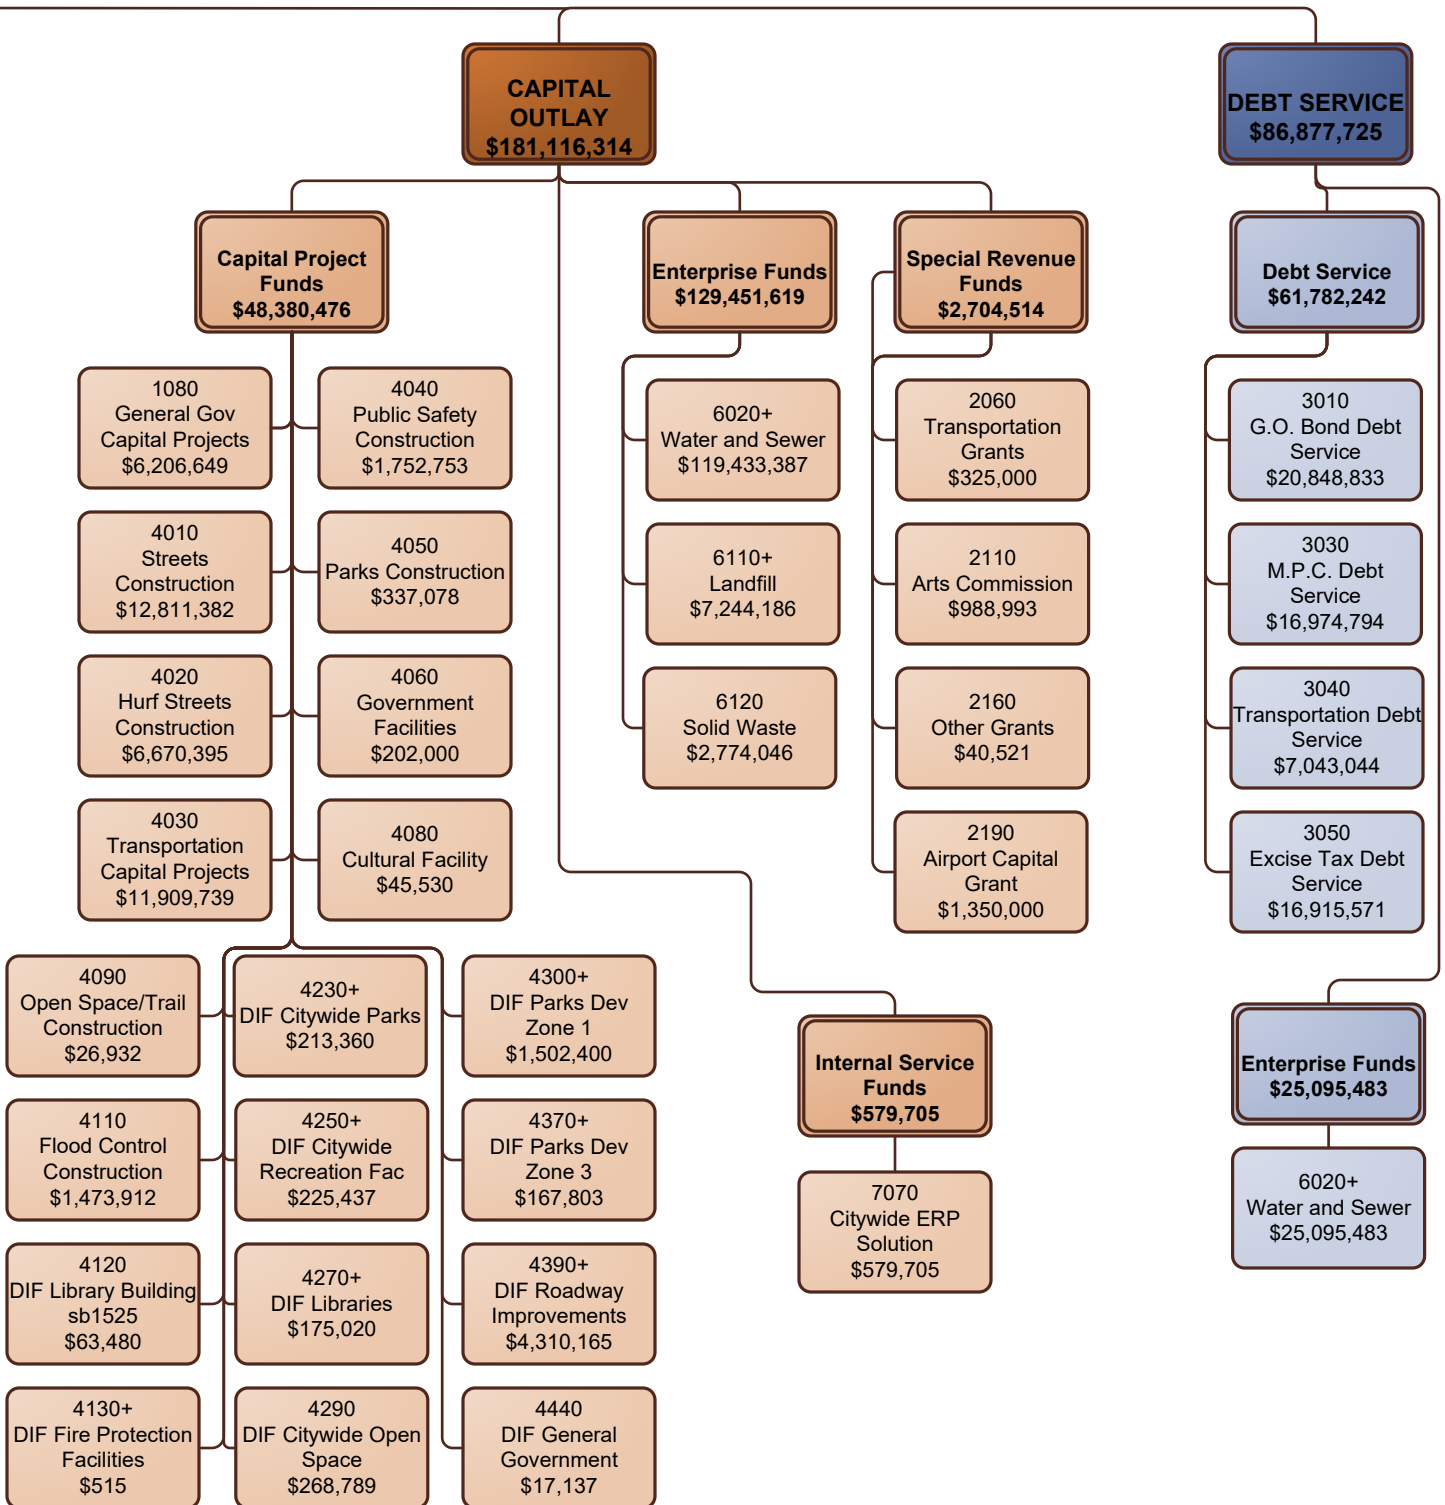 CAPITAL
OUTLAY
$181,116,314
DEBT SERVICE
$86,877,725
Capital Project
Funds
$48,380,476
Enterprise Funds
$129,451,619
Special Revenue
Funds
$2,704,514
Debt Service
$61,782,242
1080
General Gov
Capital Projects
$6,206,649
4040
Public Safety
Construction
$1,752,753
6020+
Water and Sewer
$119,433,387
2060
Transportation
Grants
$325,000
3010
G.O. Bond Debt
Service
$20,848,833
4010
Streets
Construction
$12,811,382
4050
Parks Construction
$337,078
6110+
Landfill
$7,244,186
2110
Arts Commission
$988,993
3030
M.P.C. Debt
Service
$16,974,794
4020
Hurf Streets
Construction
$6,670,395
4060
Government
Facilities
$202,000
6120
Solid Waste
$2,774,046
2160
Other Grants
$40,521
3040
Transportation Debt
Service
$7,043,044
4030
Transportation
Capital Projects
$11,909,739
4080
Cultural Facility
$45,530
2190
Airport Capital
Grant
$1,350,000
3050
Excise Tax Debt
Service
$16,915,571
4090
Open Space/Trail
Construction
$26,932
4230+
DIF Citywide Parks
$213,360
4300+
DIF Parks Dev
Zone 1
$1,502,400
Internal Service
Funds
$579,705
Enterprise Funds
$25,095,483
4110
Flood Control
Construction
$1,473,912
4250+
DIF Citywide
Recreation Fac
$225,437
4370+
DIF Parks Dev
Zone 3
$167,803
7070
Citywide ERP
Solution
$579,705
6020+
Water and Sewer
$25,095,483
4120
DIF Library Building
sb1525
$63,480
4270+
DIF Libraries
$175,020
4390+
DIF Roadway
Improvements
$4,310,165
4130+
DIF Fire Protection
Facilities
$515
4290
DIF Citywide Open
Space
$268,789
4440
DIF General
Government
$17,137